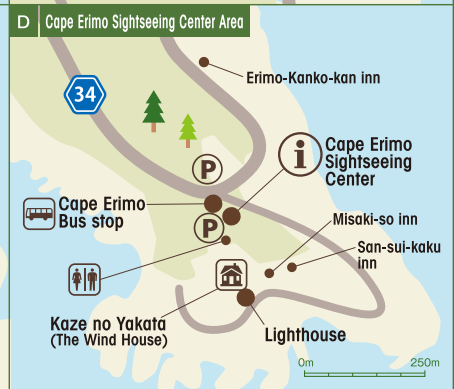 D Cape Erimo Sightseeing Center Area
Erimo-Kanko-kan inn
34
P
Cape Erimo
Sightseeing
Center
i
Cape Erimo
Bus stop
P
Misaki-so inn
San-sui-kaku
inn
Kaze no Yakata
(The Wind House)
Lighthouse
0m 250m